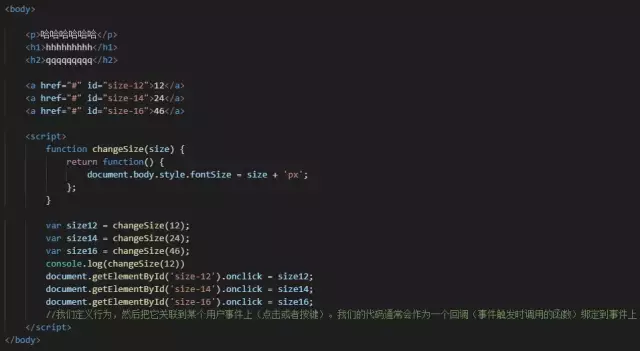 <body>
<p>哈哈哈哈哈哈</p>
<h1>hhhhhhhhh</h1>
<h2>qqqqqqqqq</h2>
<a href="#" id="size-12">12</a>
<a href="#" id="size-14">24</a>
<a href="#" id="size-16">46</a>
<script>
function changeSize(size) {
return function() {
document.body.style.fontSize = size + 'px';
};
}
var size12 = changeSize(12);
var size14 = changeSize(24);
var size16 = changeSize(46);
console.log(changeSize(12))
document.getElementById('size-12').onclick = size12;
document.getElementById('size-14').onclick = size14;
document.getElementById('size-16').onclick = size16;
//我们定义行为，然后把它关联到某个用户事件上（点击或者按键）。我们的代码通常会作为一个回调（事件触发时调用的函数）绑定到事件上
</script>
</body>